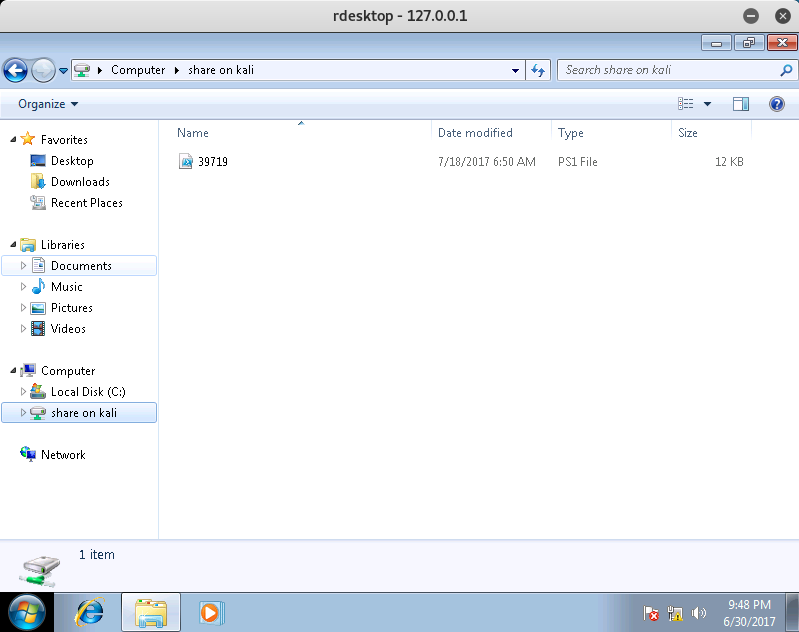 rdesktop - 127.0.0.1
Computer share on kali
Search share on kali
Organize
Name Date modified Type Size
39719 7/18/2017 6:50 AM PS1 File 12 KB
Favorites
Desktop
Downloads
Recent Places
Libraries
Documents
Music
Pictures
Videos
Computer
Local Disk (C:)
share on kali
Network
1 item
9:48 PM
6/30/2017